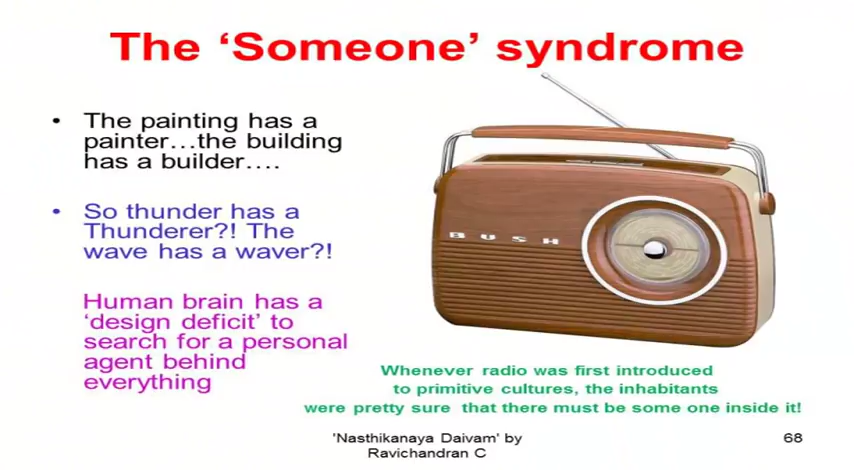 The ‘Someone’ syndrome
• The painting has a
painter…the building
has a builder….
• So thunder has a
Thunderer?! The
wave has a waver?!
Human brain has a
‘design deficit’ to
search for a personal
agent behind
everything
BUSH
Whenever radio was first introduced
to primitive cultures, the inhabitants
were pretty sure that there must be some one inside it!
'Nasthikanaya Daivam' by
Ravichandran C
68